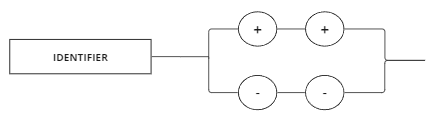 + +
IDENTIFIER
- -